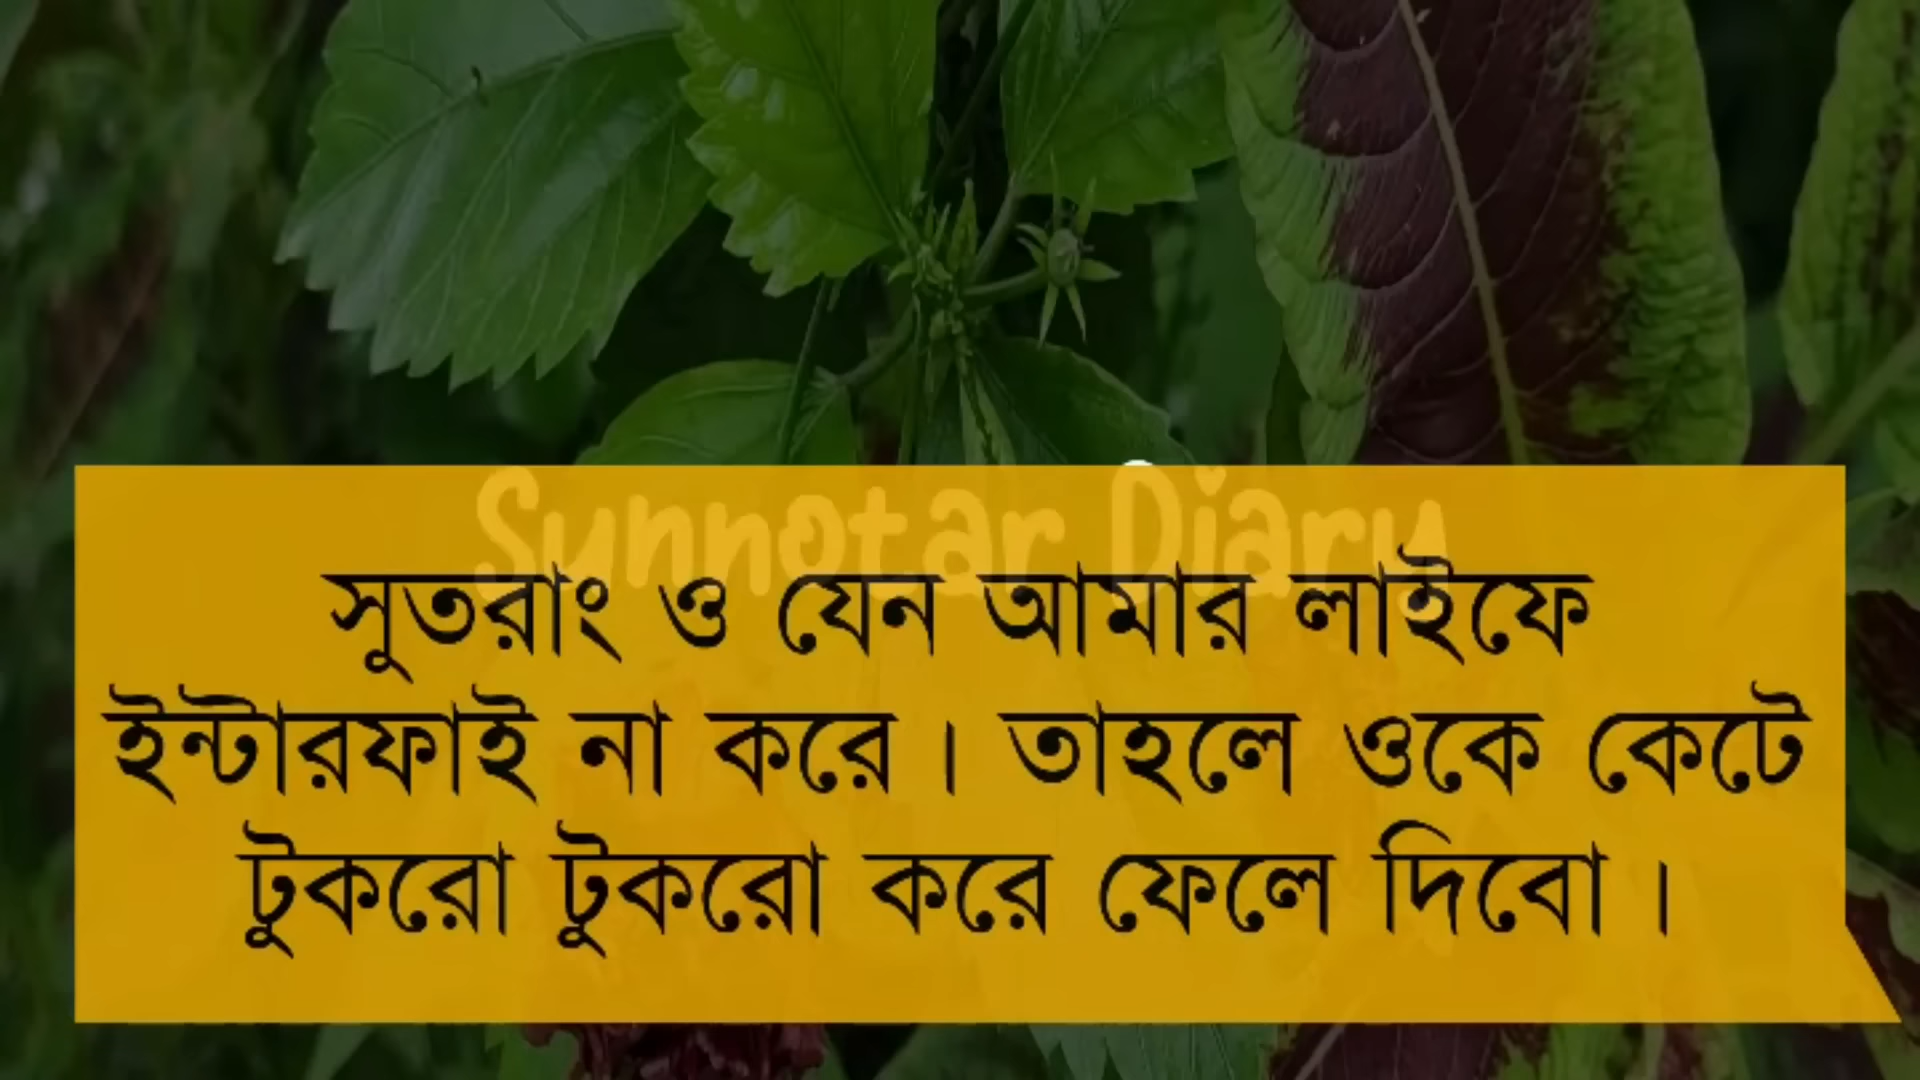 Sunnotar Diary
সুতরাং ও যেন আমার লাইফে
ইন্টারফাই না করে। তাহলে ওকে কেটে
টুকরো টুকরো করে ফেলে দিবো।